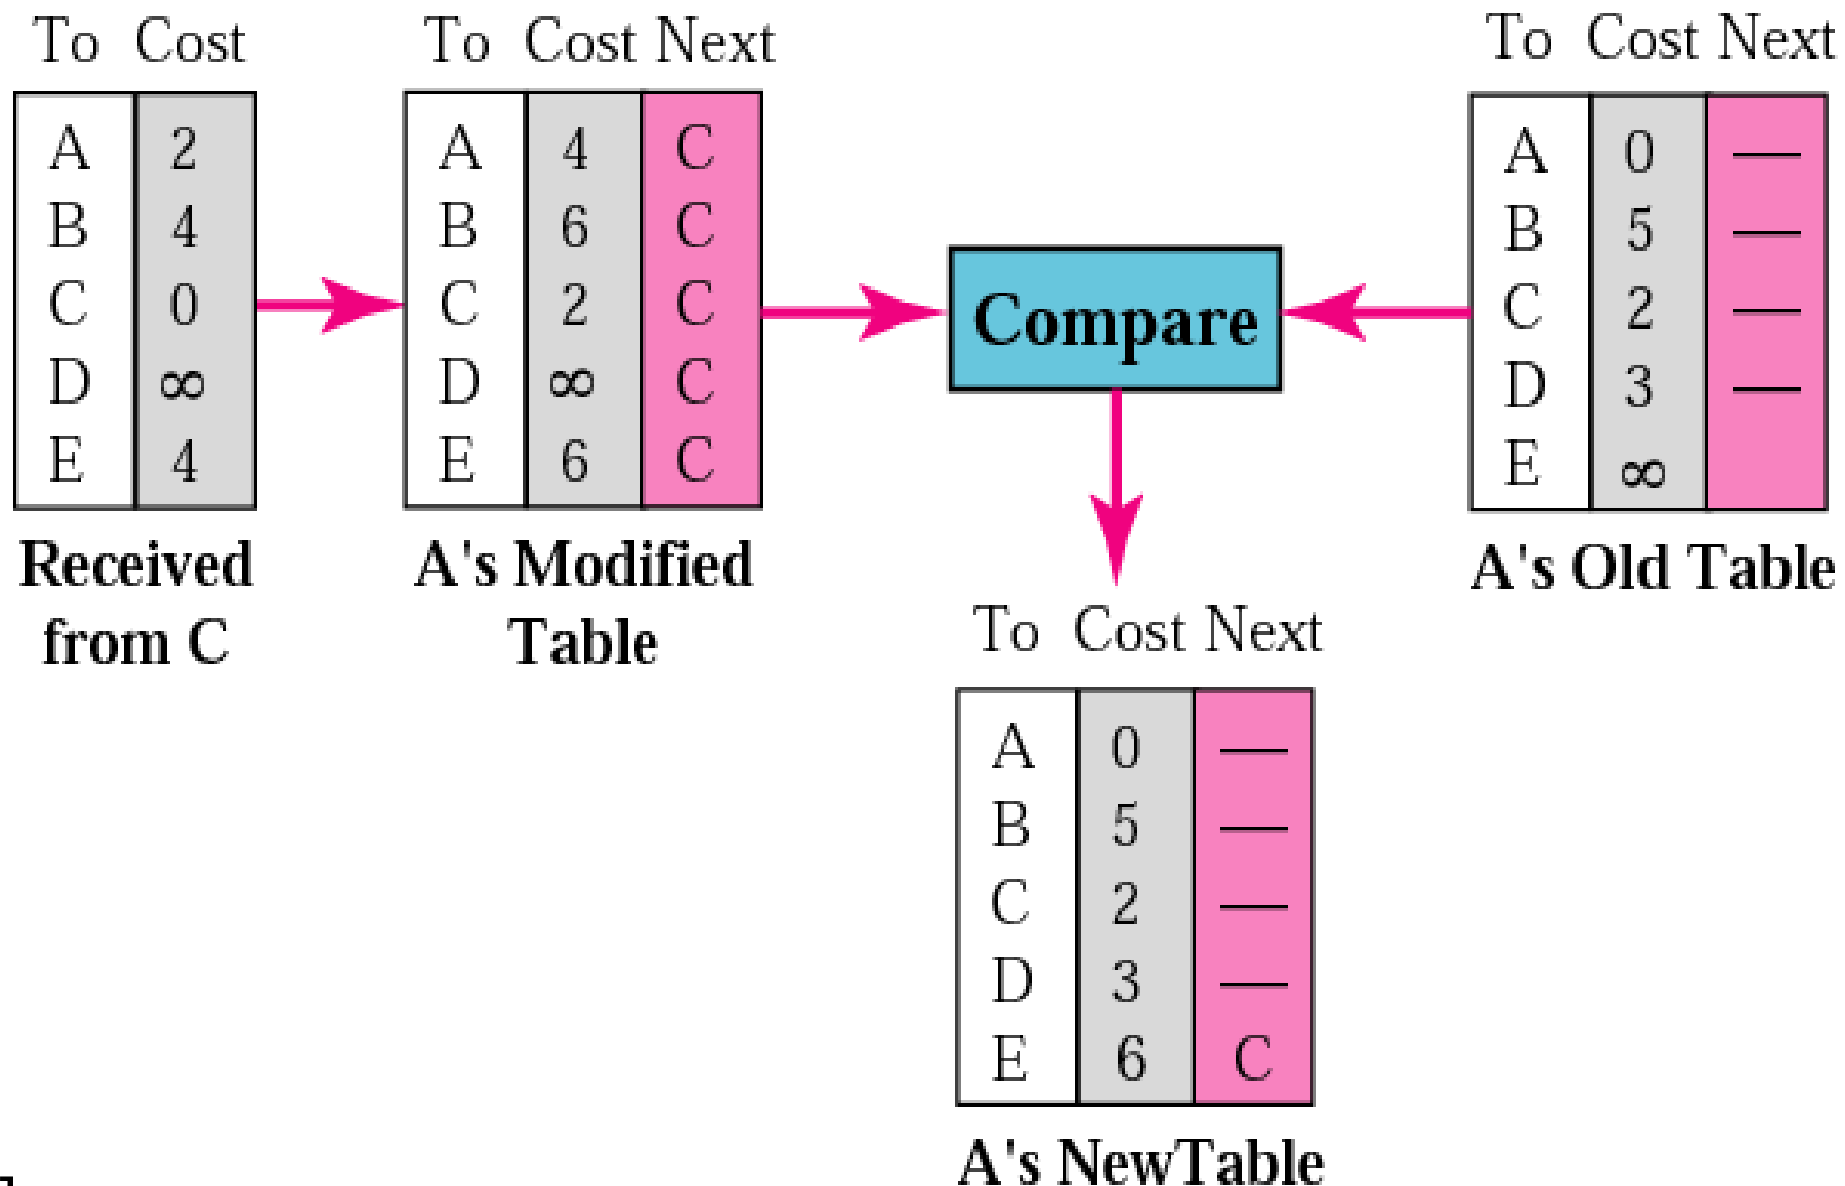 To Cost
A 2
B 4
C 0
D ∞
E 4
Received
from C
To Cost Next
A 4 C
B 6 C
C 2 C
D ∞ C
E 6 C
A's Modified
Table
Compare
To Cost Next
A 0 —
B 5 —
C 2 —
D 3 —
E ∞
A's Old Table
To Cost Next
A 0 —
B 5 —
C 2 —
D 3 —
E 6 C
A's NewTable